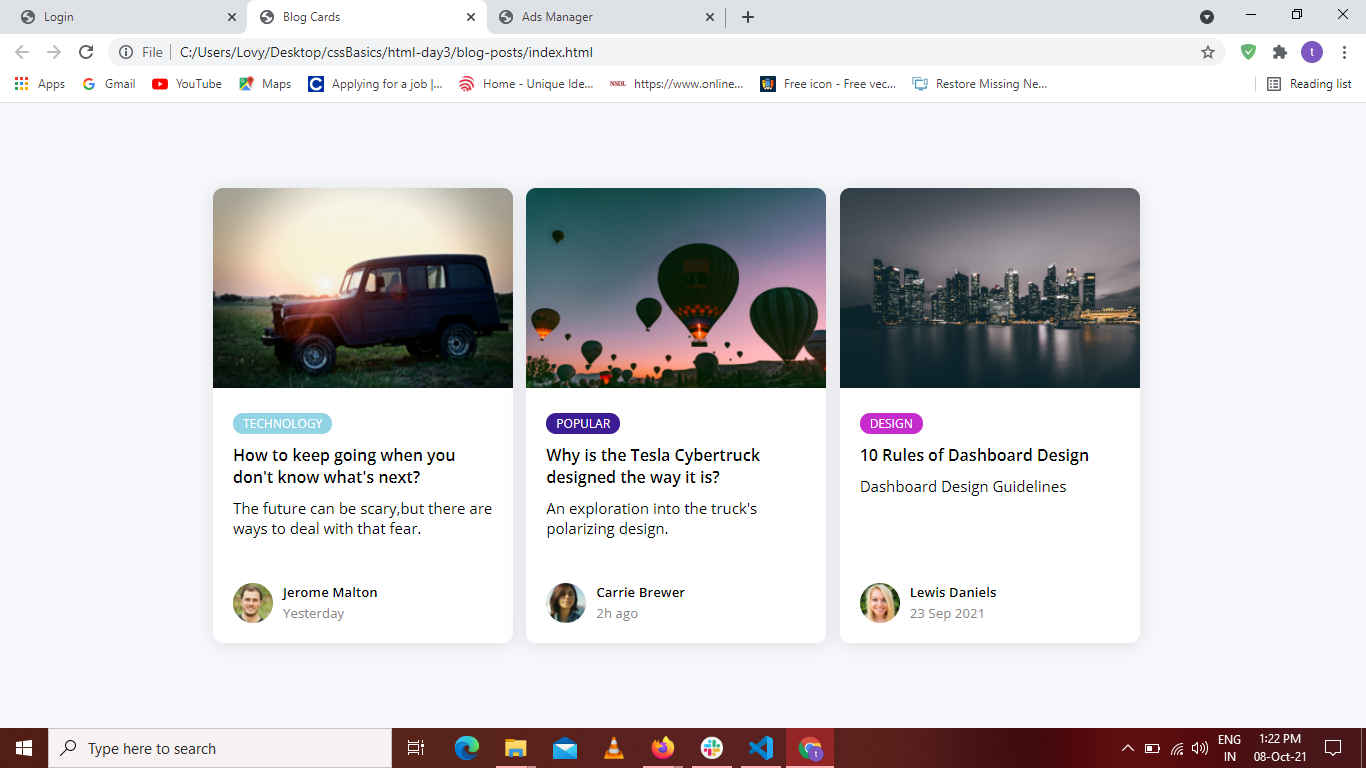 Login
Blog Cards
Ads Manager
File
C:/Users/Lovy/Desktop/cssBasics/html-day3/blog-posts/index.html
t
Apps
Gmail
YouTube
Maps
Applying for a job |...
Home - Unique Ide...
NSDL
https://www.online...
Free icon - Free vec...
Restore Missing Ne...
Reading list
TECHNOLOGY
How to keep going when you
don't know what's next?
The future can be scary,but there are
ways to deal with that fear.
Jerome Malton
Yesterday
POPULAR
Why is the Tesla Cybertruck
designed the way it is?
An exploration into the truck's
polarizing design.
Carrie Brewer
2h ago
DESIGN
10 Rules of Dashboard Design
Dashboard Design Guidelines
Lewis Daniels
23 Sep 2021
Type here to search
t
ENG
IN
1:22 PM
08-Oct-21